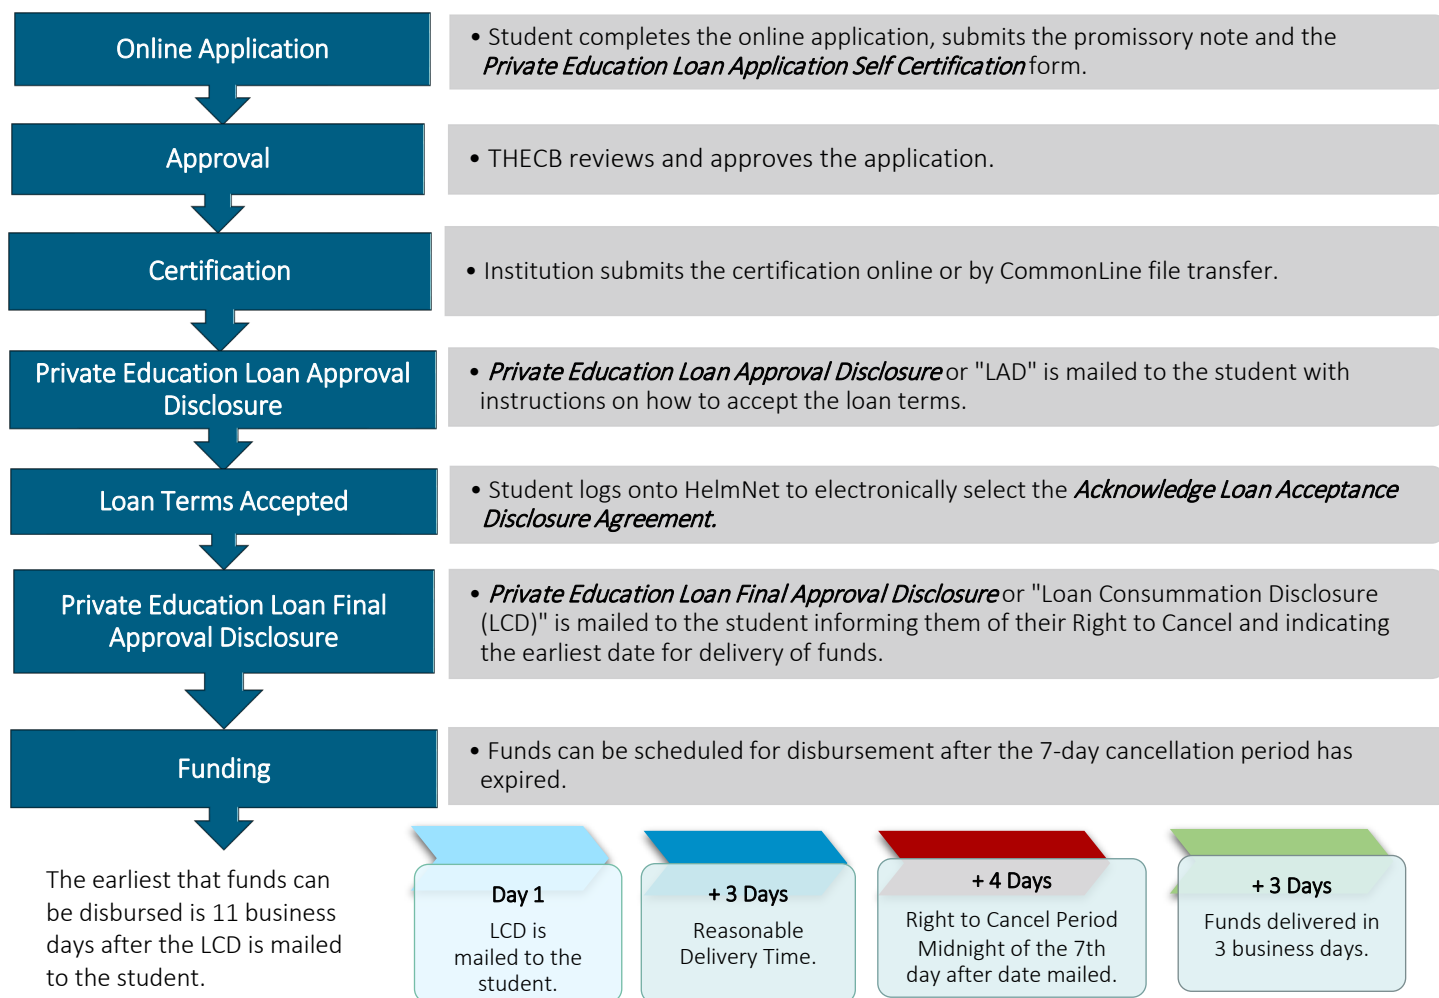 Online Application
• Student completes the online application, submits the promissory note and the
Private Education Loan Application Self Certification form.
Approval
• THECB reviews and approves the application.
Certification
• Institution submits the certification online or by CommonLine file transfer.
Private Education Loan Approval
Disclosure
• Private Education Loan Approval Disclosure or "LAD" is mailed to the student with
instructions on how to accept the loan terms.
Loan Terms Accepted
• Student logs onto HelmNet to electronically select the Acknowledge Loan Acceptance
Disclosure Agreement.
Private Education Loan Final
Approval Disclosure
• Private Education Loan Final Approval Disclosure or "Loan Consummation Disclosure
(LCD)" is mailed to the student informing them of their Right to Cancel and indicating
the earliest date for delivery of funds.
Funding
• Funds can be scheduled for disbursement after the 7-day cancellation period has
expired.
The earliest that funds can
be disbursed is 11 business
days after the LCD is mailed
to the student.
Day 1
LCD is
mailed to the
student.
+ 3 Days
Reasonable
Delivery Time.
+ 4 Days
Right to Cancel Period
Midnight of the 7th
day after date mailed.
+ 3 Days
Funds delivered in
3 business days.